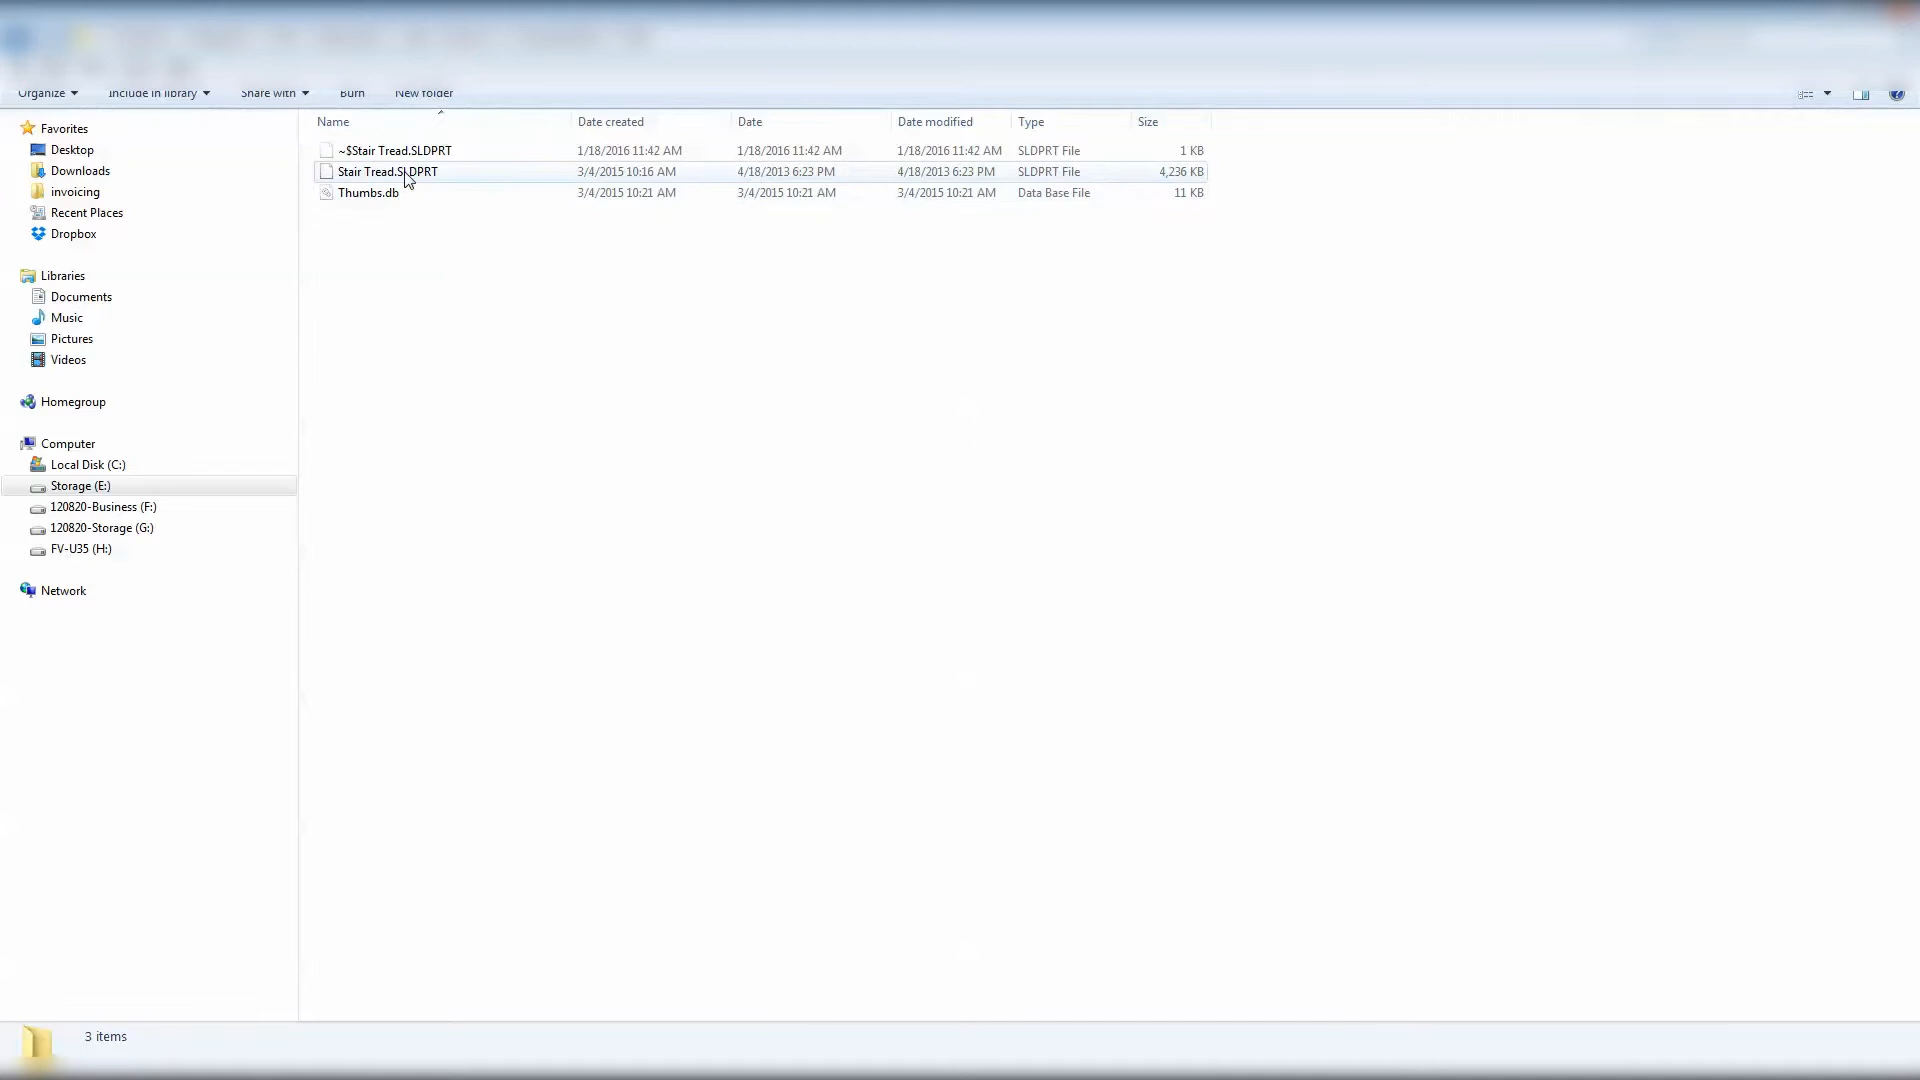 Organize Include in library Share with Burn New folder
Name Date created Date Date modified Type Size
~$Stair Tread.SLDPRT 1/18/2016 11:42 AM 1/18/2016 11:42 AM 1/18/2016 11:42 AM SLDPRT File 1 KB
Stair Tread.SLDPRT 3/4/2015 10:16 AM 4/18/2013 6:23 PM 4/18/2013 6:23 PM SLDPRT File 4,236 KB
Thumbs.db 3/4/2015 10:21 AM 3/4/2015 10:21 AM 3/4/2015 10:21 AM Data Base File 11 KB
Favorites
Desktop
Downloads
invoicing
Recent Places
Dropbox
Libraries
Documents
Music
Pictures
Videos
Homegroup
Computer
Local Disk (C:)
Storage (E:)
120820-Business (F:)
120820-Storage (G:)
FV-U35 (H:)
Network
3 items